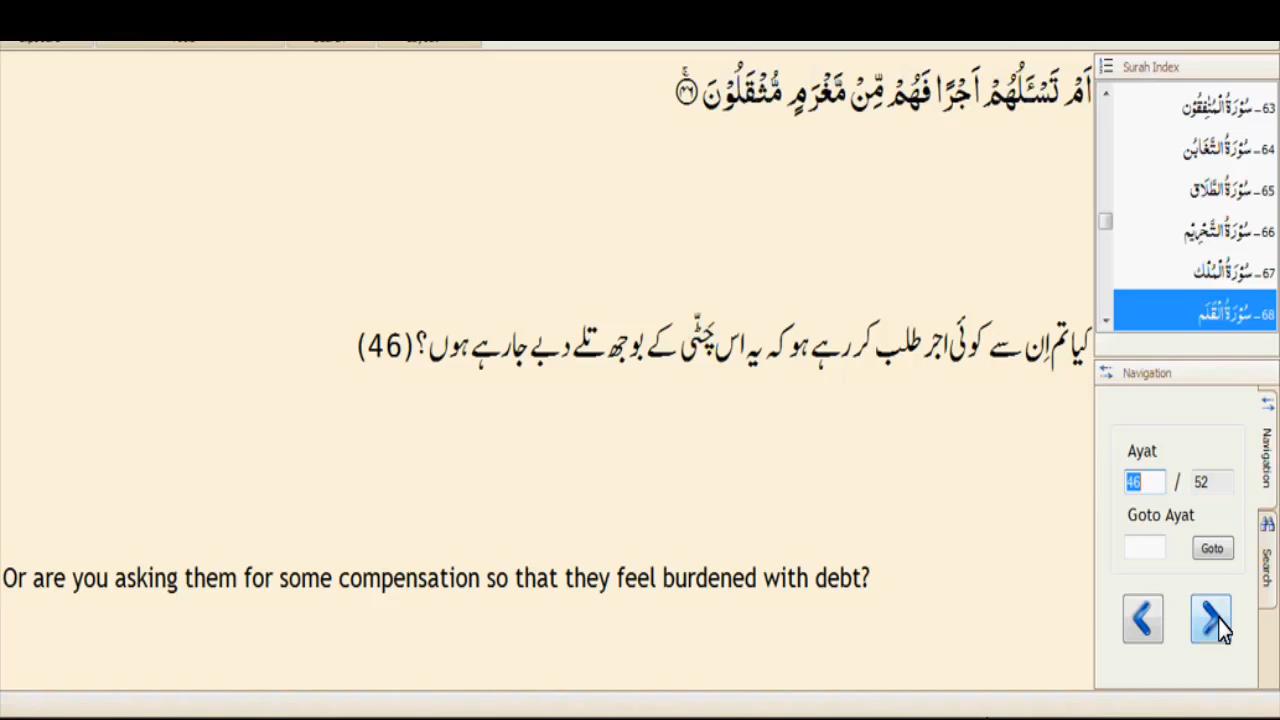 اَمْ تَسْـَٔلُهُمْ اَجْرًا فَهُمْ مِّنْ مَّغْرَمٍ مُّثْقَلُوْنَ ۟ۚ۴۶
کیا تم اِن سے کوئی اجر طلب کر رہے ہو کہ یہ اس چَٹّی کے بوجھ تلے دبے جا رہے ہوں؟ (46)
Or are you asking them for some compensation so that they feel burdened with debt?
Surah Index
63- سُوْرَۃُ الْمُنٰفِقُوْن
64- سُوْرَۃُ التَّغَابُن
65- سُوْرَۃُ الطَّلَاق
66- سُوْرَۃُ التَّحْرِیْم
67- سُوْرَۃُ الْمُلْك
68- سُوْرَۃُ الْقَلَم
Navigation
Ayat
46 / 52
Goto Ayat
Goto
Navigation
Search